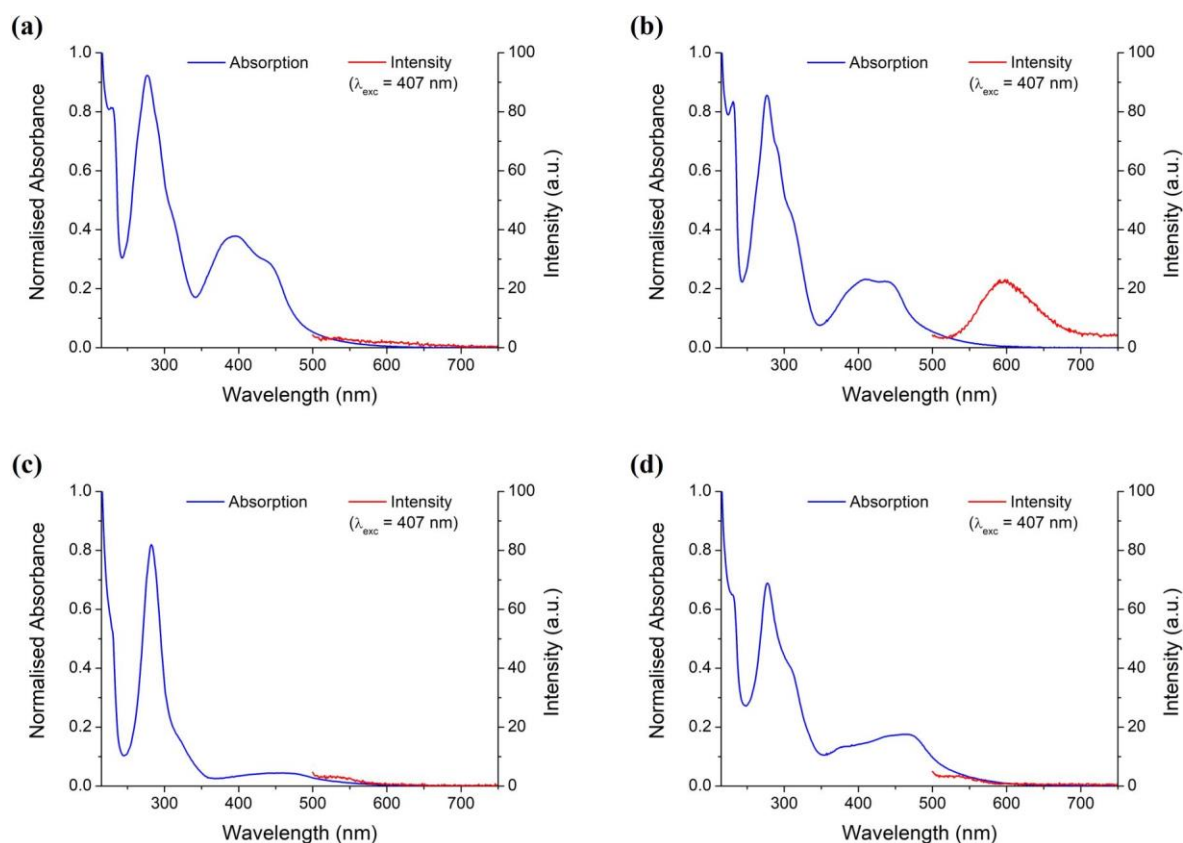 (a)
Absorption
Intensity
(λexc = 407 nm)
Normalised Absorbance
1.0
0.8
0.6
0.4
0.2
0.0
100
80
60
40
20
0
Intensity (a.u.)
300 400 500 600 700
Wavelength (nm)
(b)
Absorption
Intensity
(λexc = 407 nm)
Normalised Absorbance
1.0
0.8
0.6
0.4
0.2
0.0
100
80
60
40
20
0
Intensity (a.u.)
300 400 500 600 700
Wavelength (nm)
(c)
Absorption
Intensity
(λexc = 407 nm)
Normalised Absorbance
1.0
0.8
0.6
0.4
0.2
0.0
100
80
60
40
20
0
Intensity (a.u.)
300 400 500 600 700
Wavelength (nm)
(d)
Absorption
Intensity
(λexc = 407 nm)
Normalised Absorbance
1.0
0.8
0.6
0.4
0.2
0.0
100
80
60
40
20
0
Intensity (a.u.)
300 400 500 600 700
Wavelength (nm)